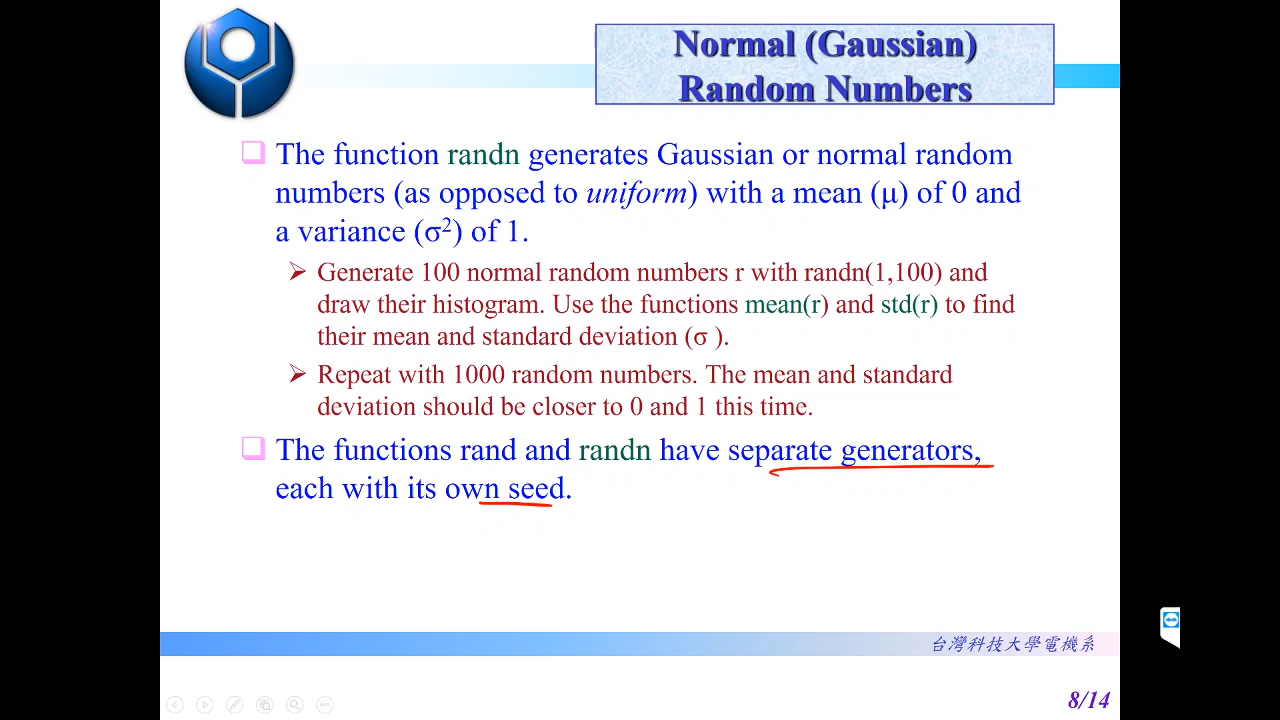 Normal (Gaussian)
Random Numbers
The function randn generates Gaussian or normal random
numbers (as opposed to uniform) with a mean (μ) of 0 and
a variance (σ²) of 1.
Generate 100 normal random numbers r with randn(1,100) and
draw their histogram. Use the functions mean(r) and std(r) to find
their mean and standard deviation (σ ).
Repeat with 1000 random numbers. The mean and standard
deviation should be closer to 0 and 1 this time.
The functions rand and randn have separate generators,
each with its own seed.
台灣科技大學電機系
8/14